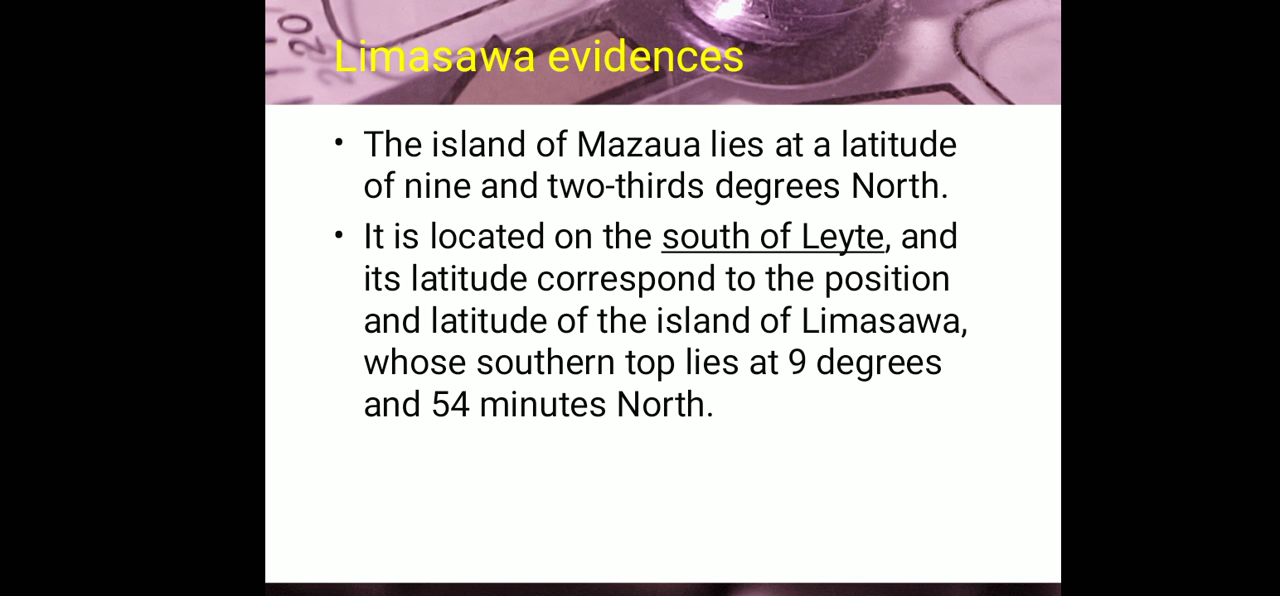 Limasawa evidences
• The island of Mazaua lies at a latitude
of nine and two-thirds degrees North.
• It is located on the south of Leyte, and
its latitude correspond to the position
and latitude of the island of Limasawa,
whose southern top lies at 9 degrees
and 54 minutes North.